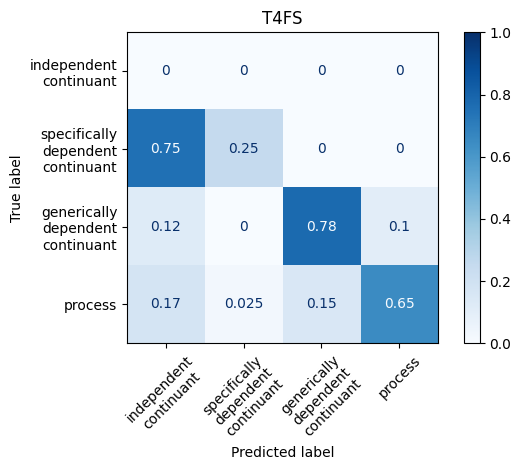 T4FS
True label
independent
continuant
0 0 0 0
specifically
dependent
continuant
0.75 0.25 0 0
generically
dependent
continuant
0.12 0 0.78 0.1
process
0.17 0.025 0.15 0.65
independent
continuant
specifically
dependent
continuant
generically
dependent
continuant
process
Predicted label
1.0
0.8
0.6
0.4
0.2
0.0